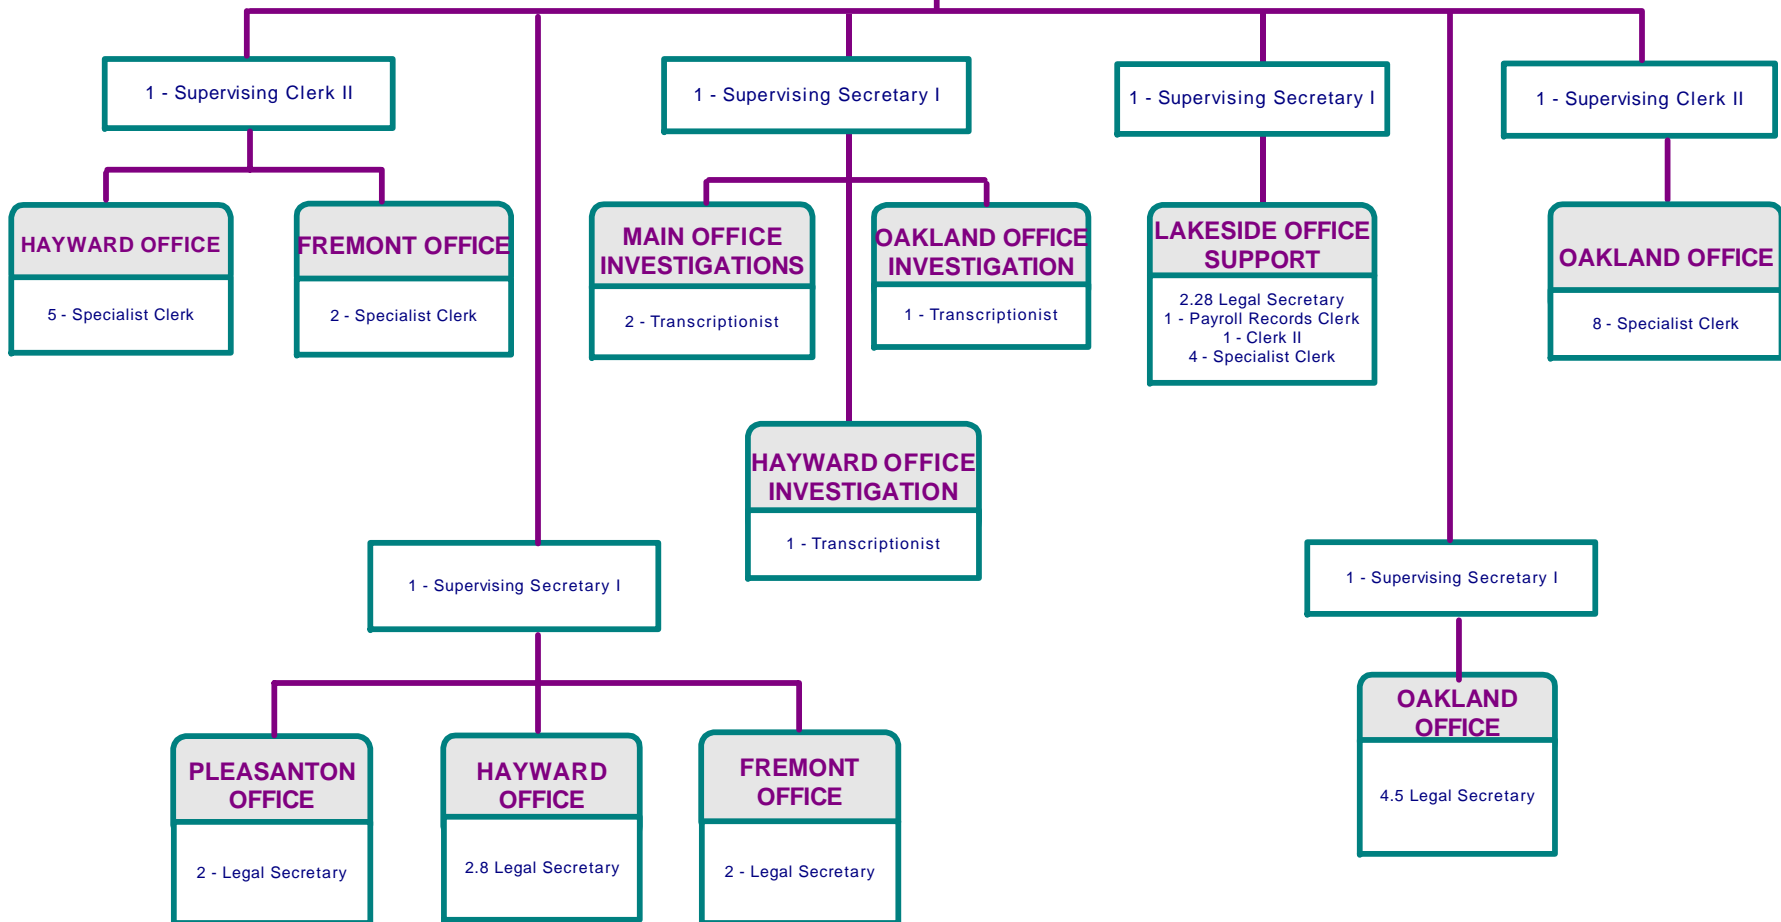 1 - Supervising Clerk II
1 - Supervising Secretary I
1 - Supervising Secretary I
1 - Supervising Clerk II
HAYWARD OFFICE
5 - Specialist Clerk
FREMONT OFFICE
2 - Specialist Clerk
MAIN OFFICE
INVESTIGATIONS
2 - Transcriptionist
OAKLAND OFFICE
INVESTIGATION
1 - Transcriptionist
LAKESIDE OFFICE
SUPPORT
2.28 Legal Secretary
1 - Payroll Records Clerk
1 - Clerk II
4 - Specialist Clerk
OAKLAND OFFICE
8 - Specialist Clerk
HAYWARD OFFICE
INVESTIGATION
1 - Transcriptionist
1 - Supervising Secretary I
1 - Supervising Secretary I
PLEASANTON
OFFICE
2 - Legal Secretary
HAYWARD
OFFICE
2.8 Legal Secretary
FREMONT
OFFICE
2 - Legal Secretary
OAKLAND
OFFICE
4.5 Legal Secretary